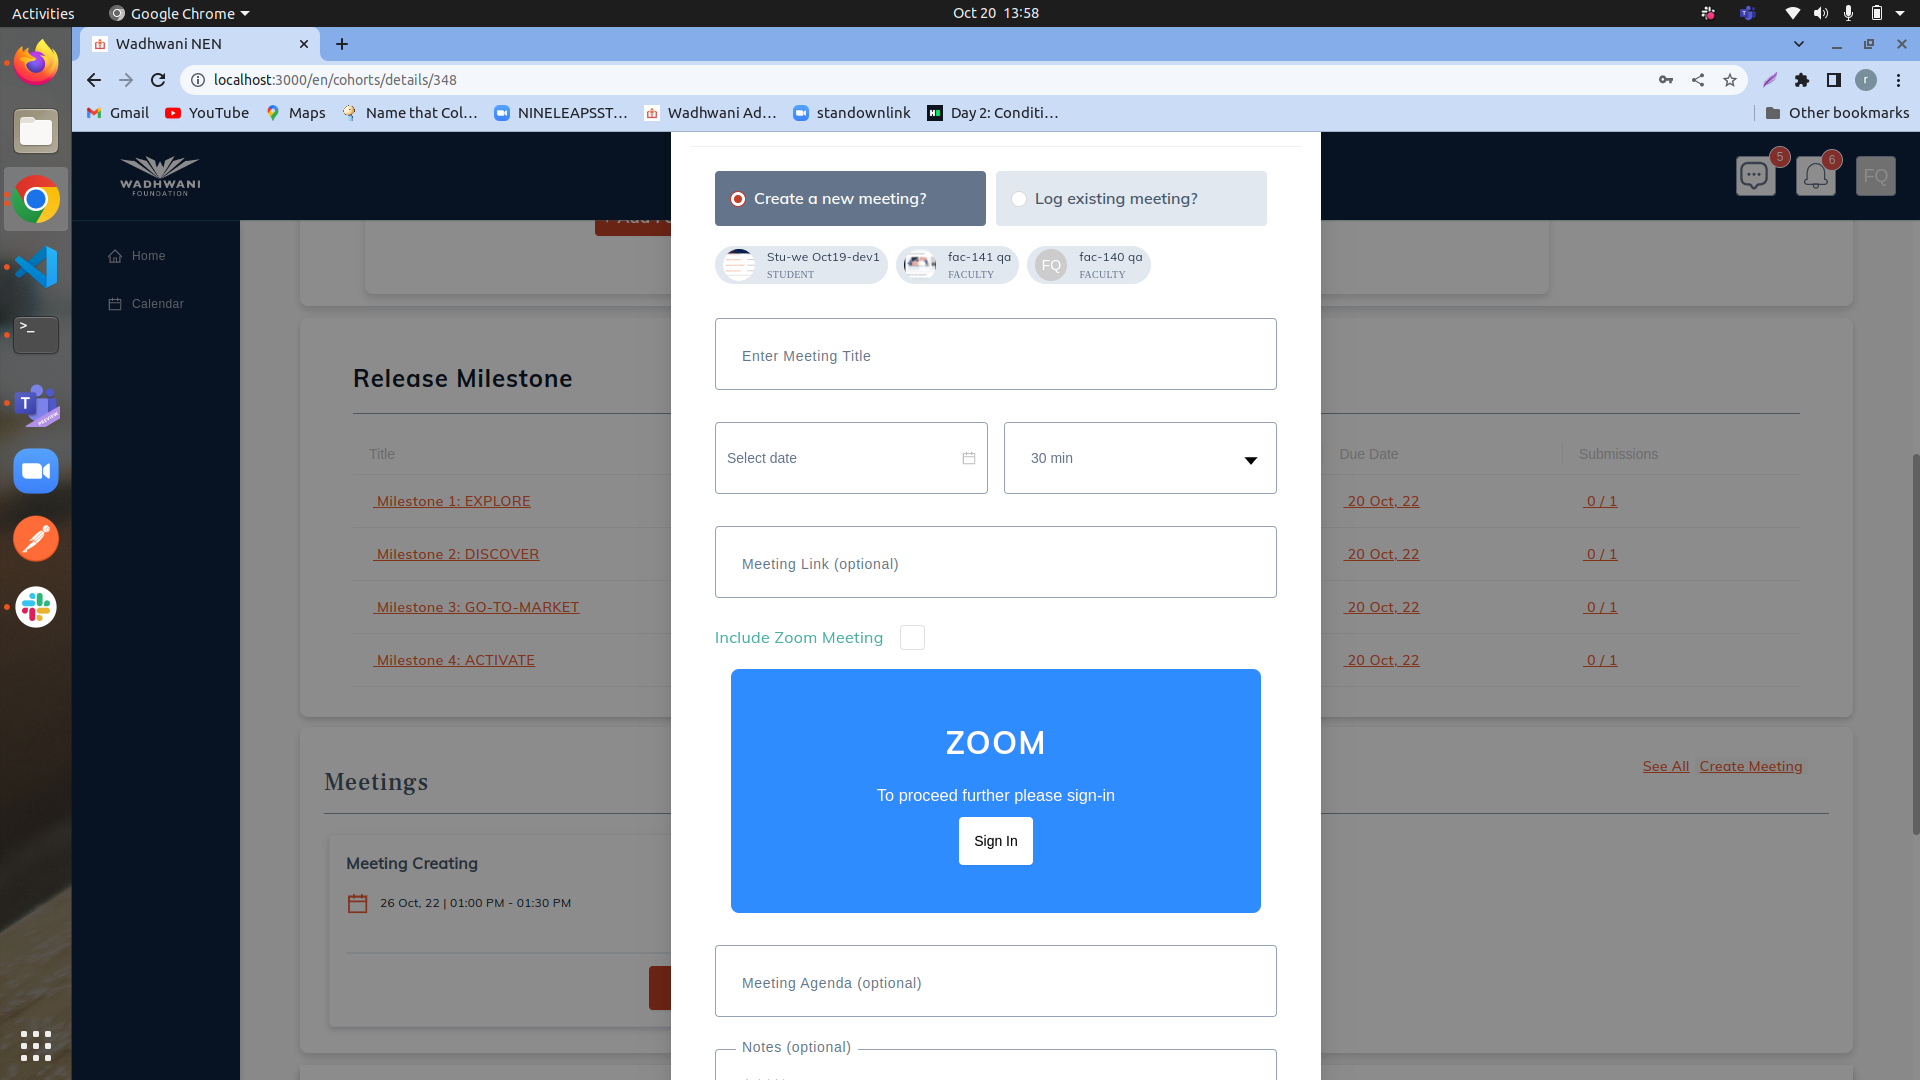 Activities
Google Chrome
Oct 20 13:58
Wadhwani NEN
localhost:3000/en/cohorts/details/348
r
Gmail
YouTube
Maps
Name that Col...
NINELEAPSST...
Wadhwani Ad...
standownlink
Day 2: Conditi...
Other bookmarks
WADHWANI
FOUNDATION
5
6
FQ
Home
Calendar
Create a new meeting?
Log existing meeting?
Stu-we Oct19-dev1
STUDENT
fac-141 qa
FACULTY
FQ
fac-140 qa
FACULTY
Enter Meeting Title
Select date
30 min
Meeting Link (optional)
Include Zoom Meeting
ZOOM
To proceed further please sign-in
Sign In
Meeting Agenda (optional)
Notes (optional)
Release Milestone
Title
Due Date
Submissions
Milestone 1: EXPLORE
20 Oct, 22
0 / 1
Milestone 2: DISCOVER
20 Oct, 22
0 / 1
Milestone 3: GO-TO-MARKET
20 Oct, 22
0 / 1
Milestone 4: ACTIVATE
20 Oct, 22
0 / 1
Meetings
See All
Create Meeting
Meeting Creating
26 Oct, 22 | 01:00 PM - 01:30 PM